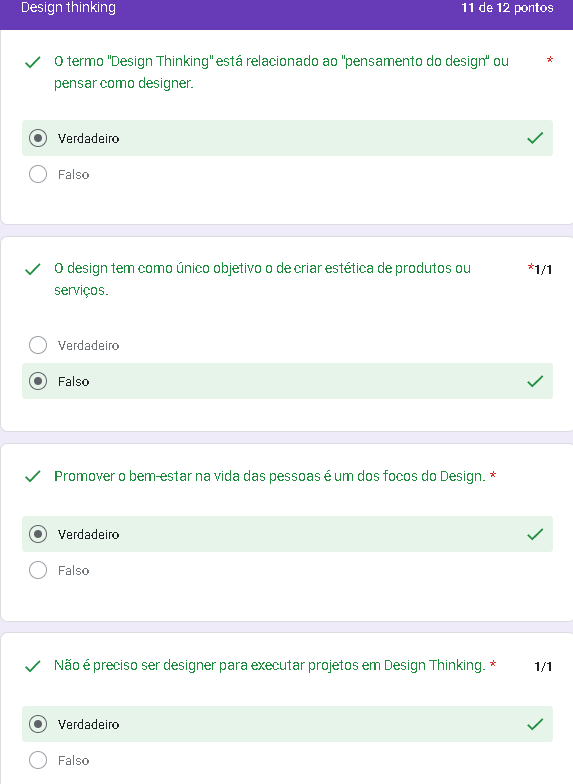 Design thinking
11 de 12 pontos
O termo "Design Thinking" está relacionado ao "pensamento do design" ou *
pensar como designer.
Verdadeiro
Falso
O design tem como único objetivo o de criar estética de produtos ou *1/1
serviços.
Verdadeiro
Falso
Promover o bem-estar na vida das pessoas é um dos focos do Design. *
Verdadeiro
Falso
Não é preciso ser designer para executar projetos em Design Thinking. * 1/1
Verdadeiro
Falso